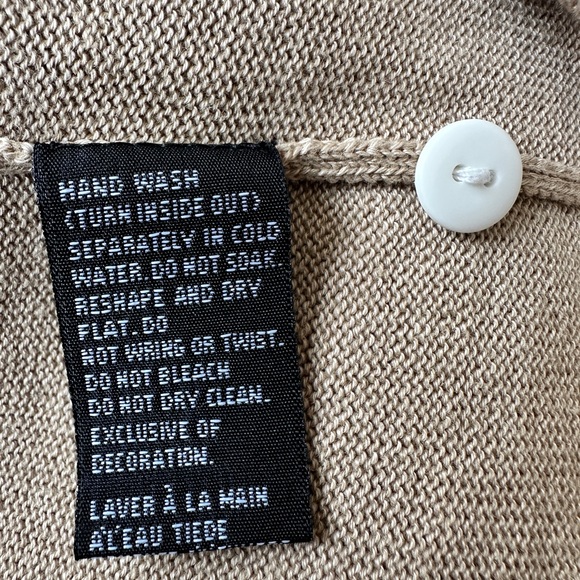 HAND WASH
(TURN INSIDE OUT)
SEPARATELY IN COLD
WATER. DO NOT SOAK.
RESHAPE AND DRY
FLAT. DO
NOT WRING OR TWIST.
DO NOT BLEACH
DO NOT DRY CLEAN.
EXCLUSIVE OF
DECORATION.
LAVER À LA MAIN
A L'EAU TIEDE